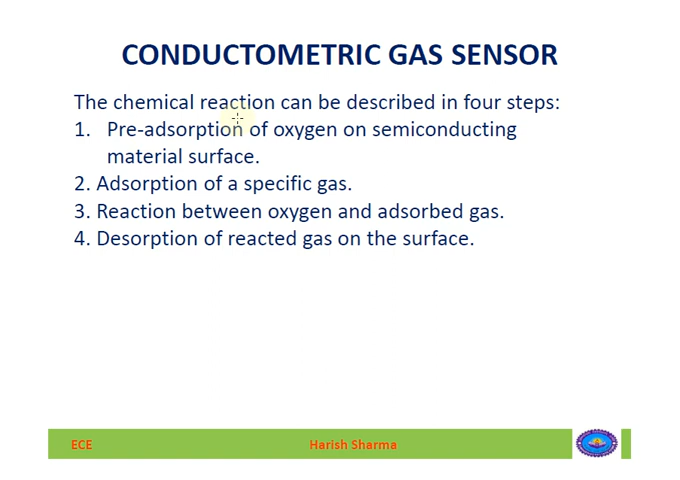 CONDUCTOMETRIC GAS SENSOR
The chemical reaction can be described in four steps:
1. Pre-adsorption of oxygen on semiconducting
material surface.
2. Adsorption of a specific gas.
3. Reaction between oxygen and adsorbed gas.
4. Desorption of reacted gas on the surface.
ECE
Harish Sharma